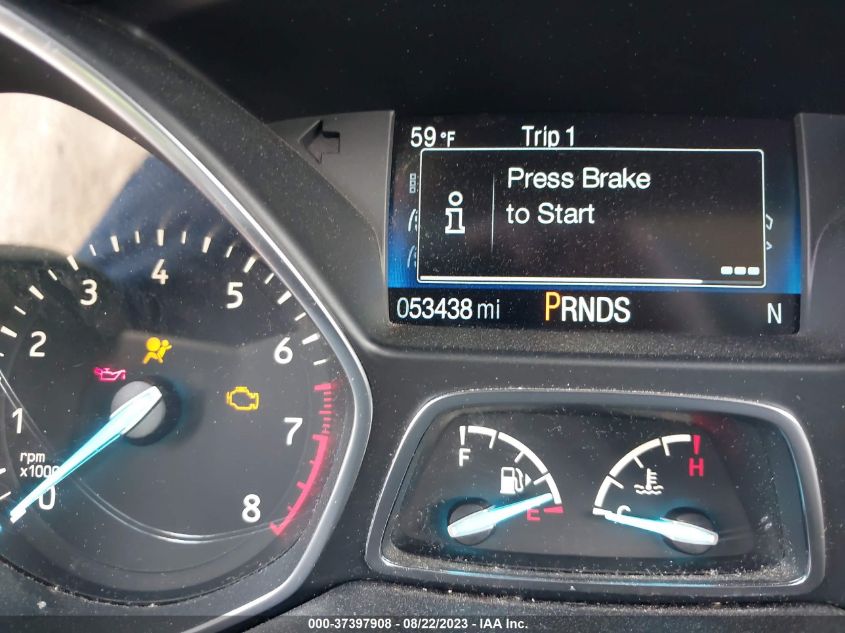 59°F Trip 1
Press Brake
to Start
i
053438 mi PRNDS N
0
1
2
3
4
5
6
7
8
rpm
x1000
F
E
C
H
000-37397908 - 08/22/2023 - IAA Inc.